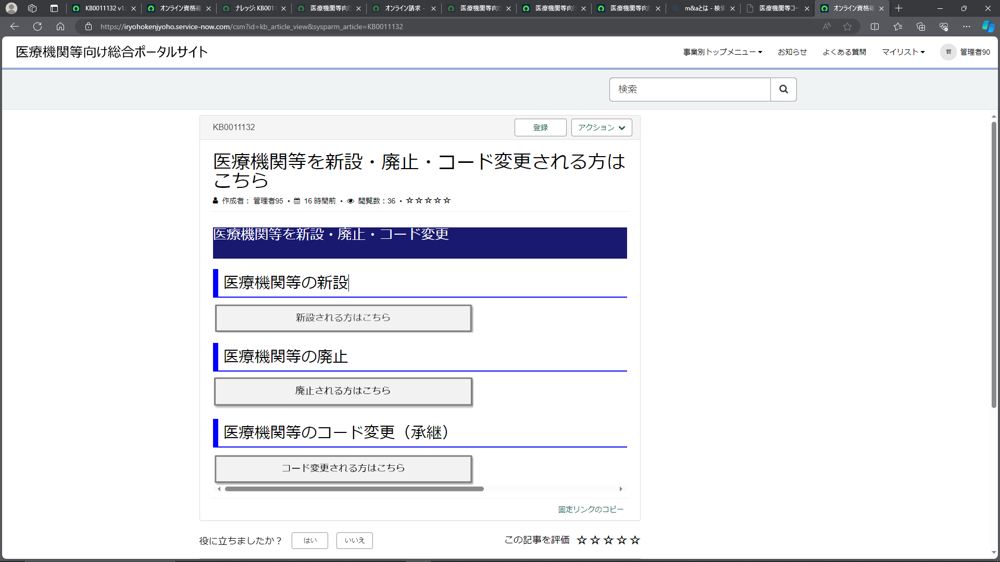 KB0011132 v1.
オンライン資格確
ナレッジ: KB0011
医療機関等向け
オンライン請求 -
医療機関等向け
医療機関等向け
医療機関等向け
m&aとは - 検索
医療機関等コー
オンライン資格確
https://iryohokenjyoho.service-now.com/csm?id=kb_article_view&sysparm_article=KB0011132
医療機関等向け総合ポータルサイト
事業別トップメニュー
お知らせ
よくある質問
マイリスト
管
管理者90
検索
KB0011132
登録
アクション
医療機関等を新設・廃止・コード変更される方は
こちら
作成者： 管理者95 • 16 時間前 • 閲覧数：36 • ☆☆☆☆☆
医療機関等を新設・廃止・コード変更
医療機関等の新設
新設される方はこちら
医療機関等の廃止
廃止される方はこちら
医療機関等のコード変更（承継）
コード変更される方はこちら
固定リンクのコピー
役に立ちましたか？
はい
いいえ
この記事を評価 ☆☆☆☆☆